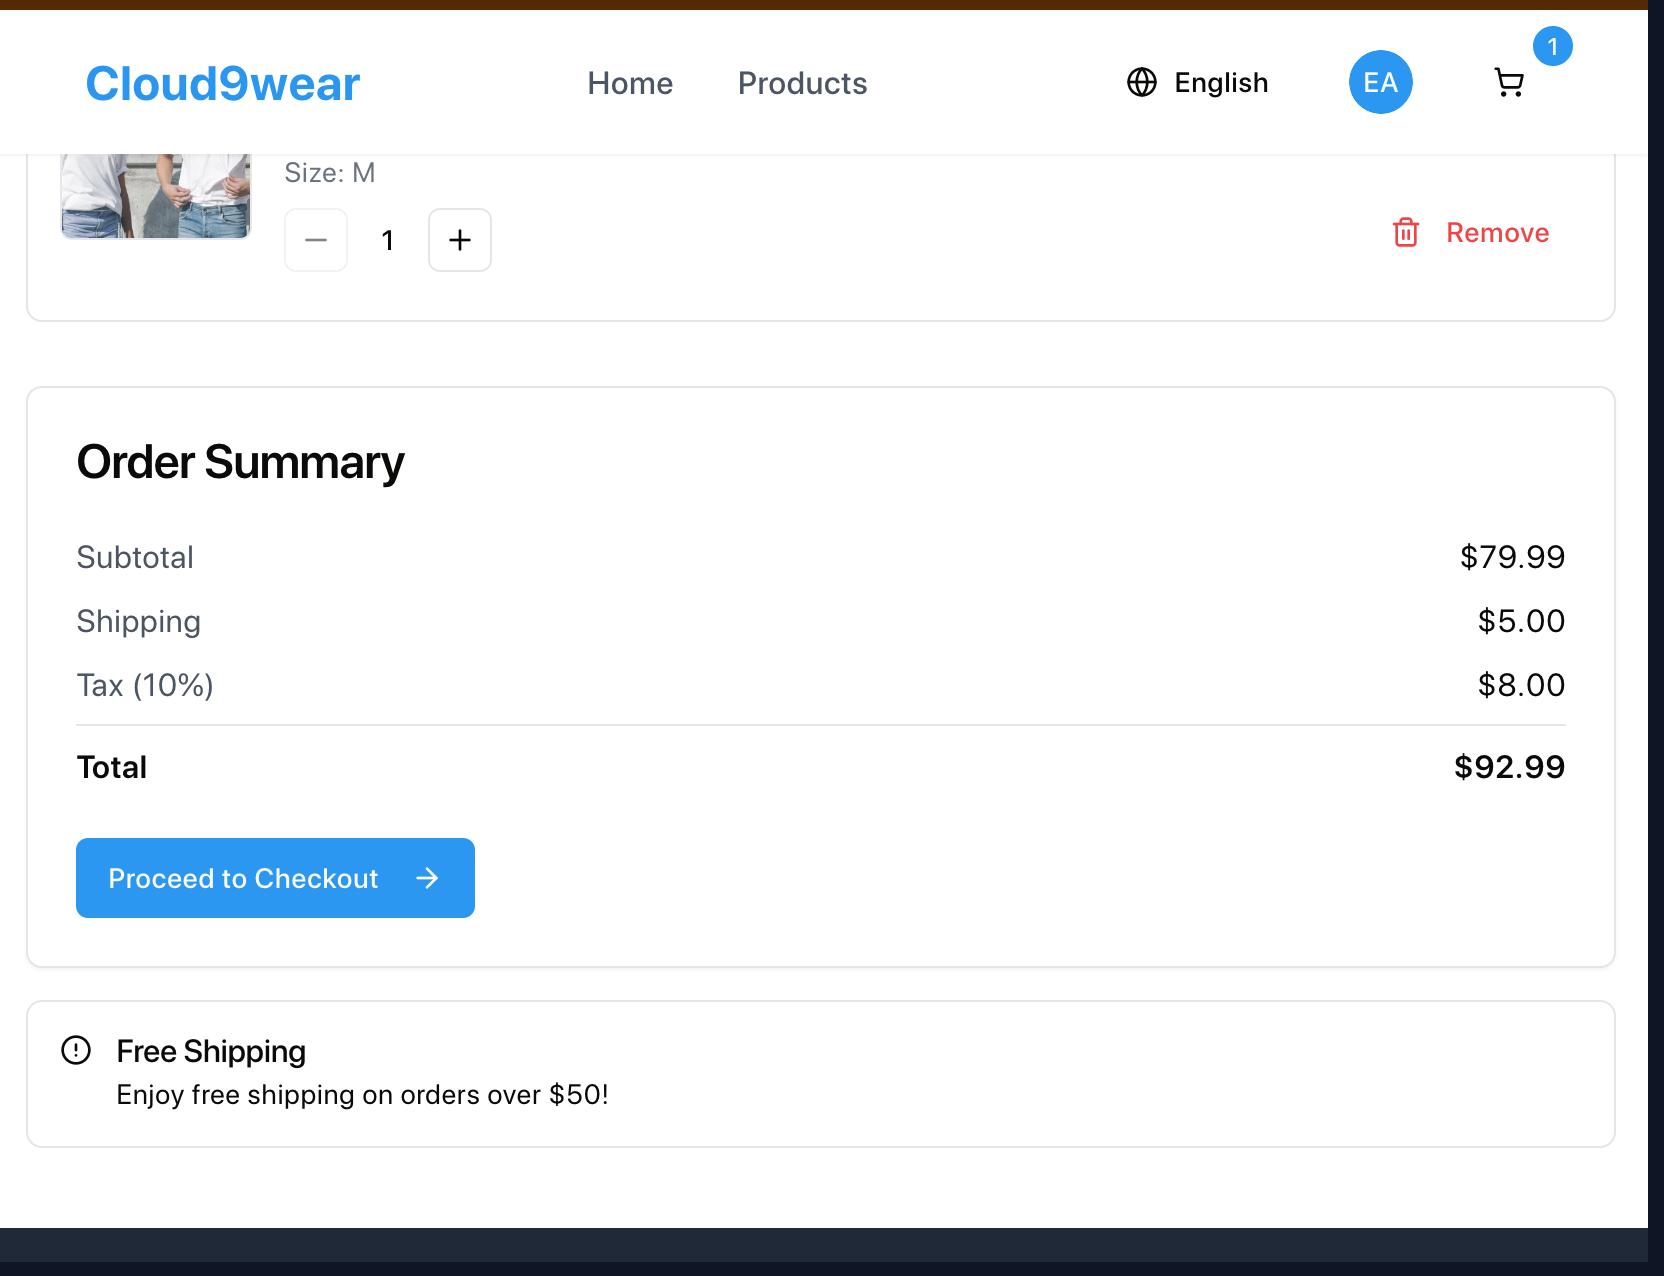 Cloud9wear
Home
Products
English
EA
1
Size: M
1
Remove
Order Summary
Subtotal
$79.99
Shipping
$5.00
Tax (10%)
$8.00
Total
$92.99
Proceed to Checkout
Free Shipping
Enjoy free shipping on orders over $50!